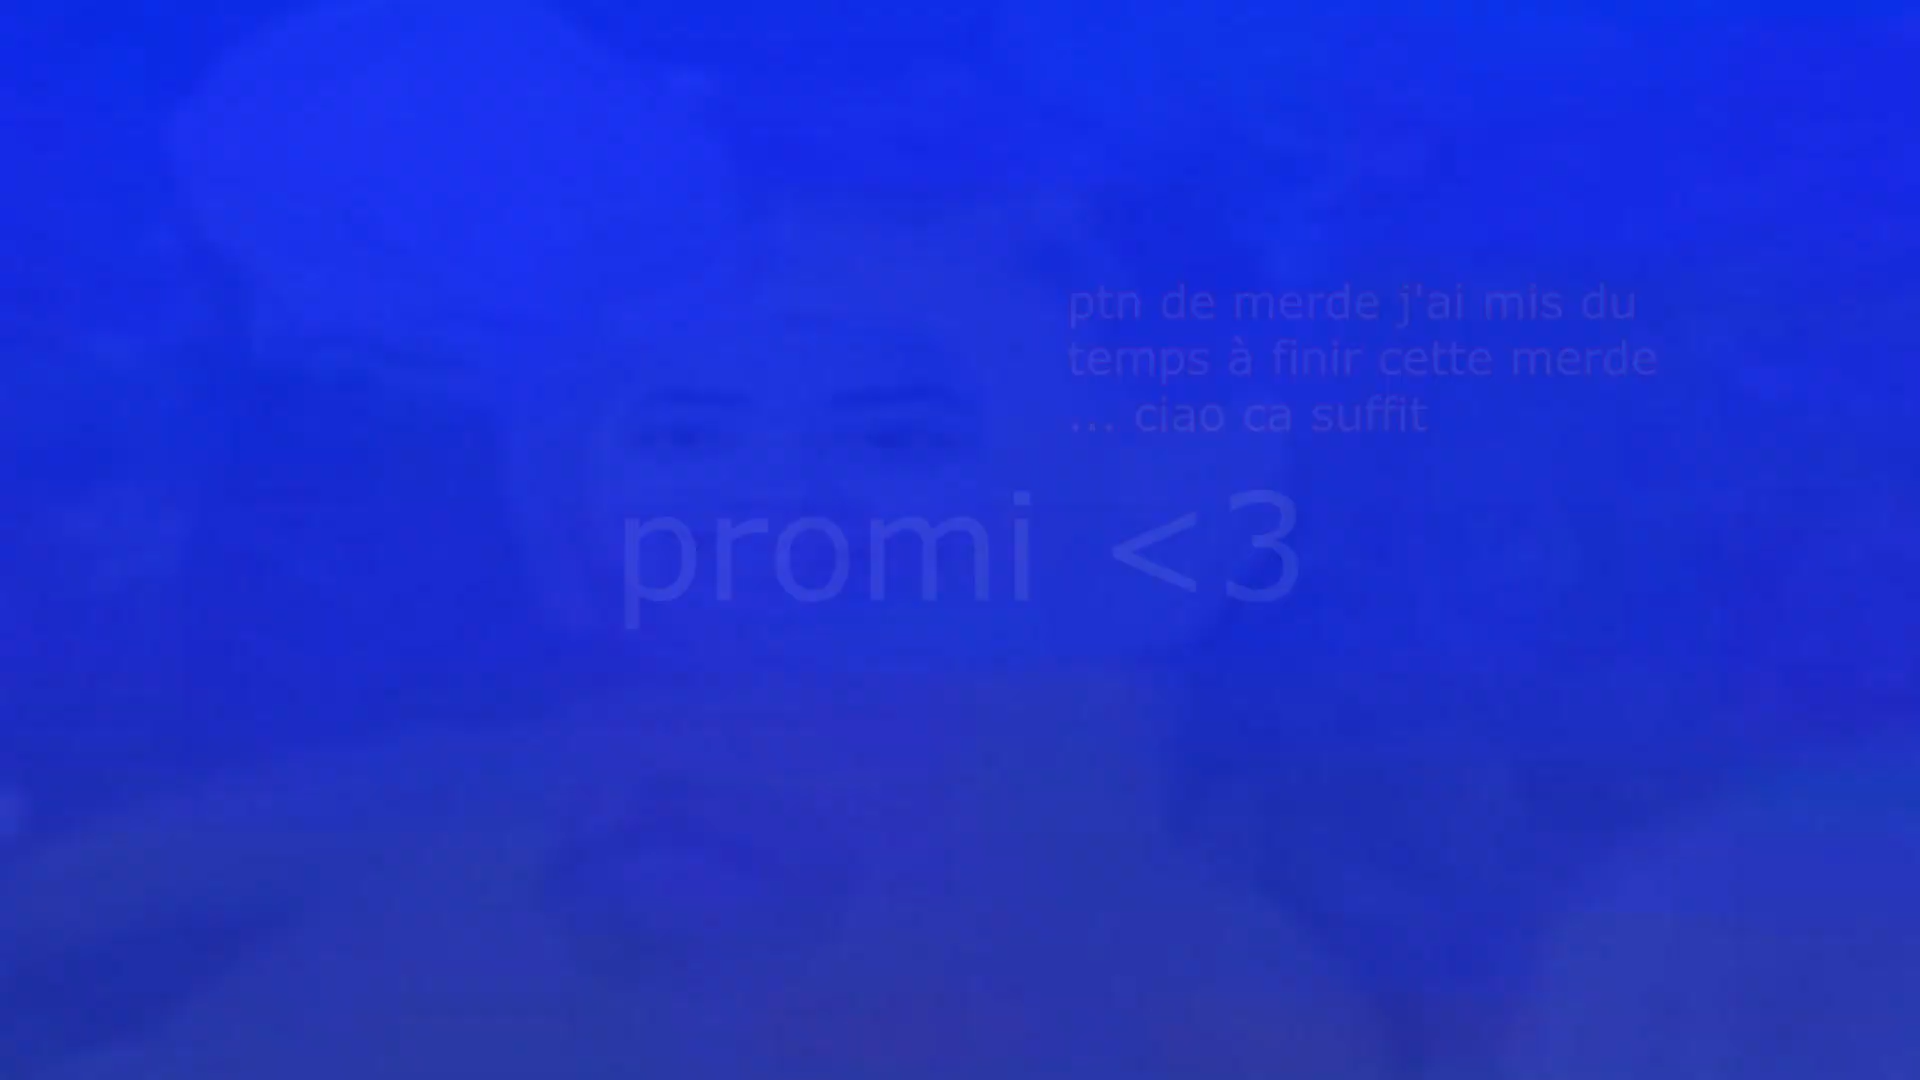 ptn de merde j'ai mis du
temps à finir cette merde
... ciao ca suffit
promi <3